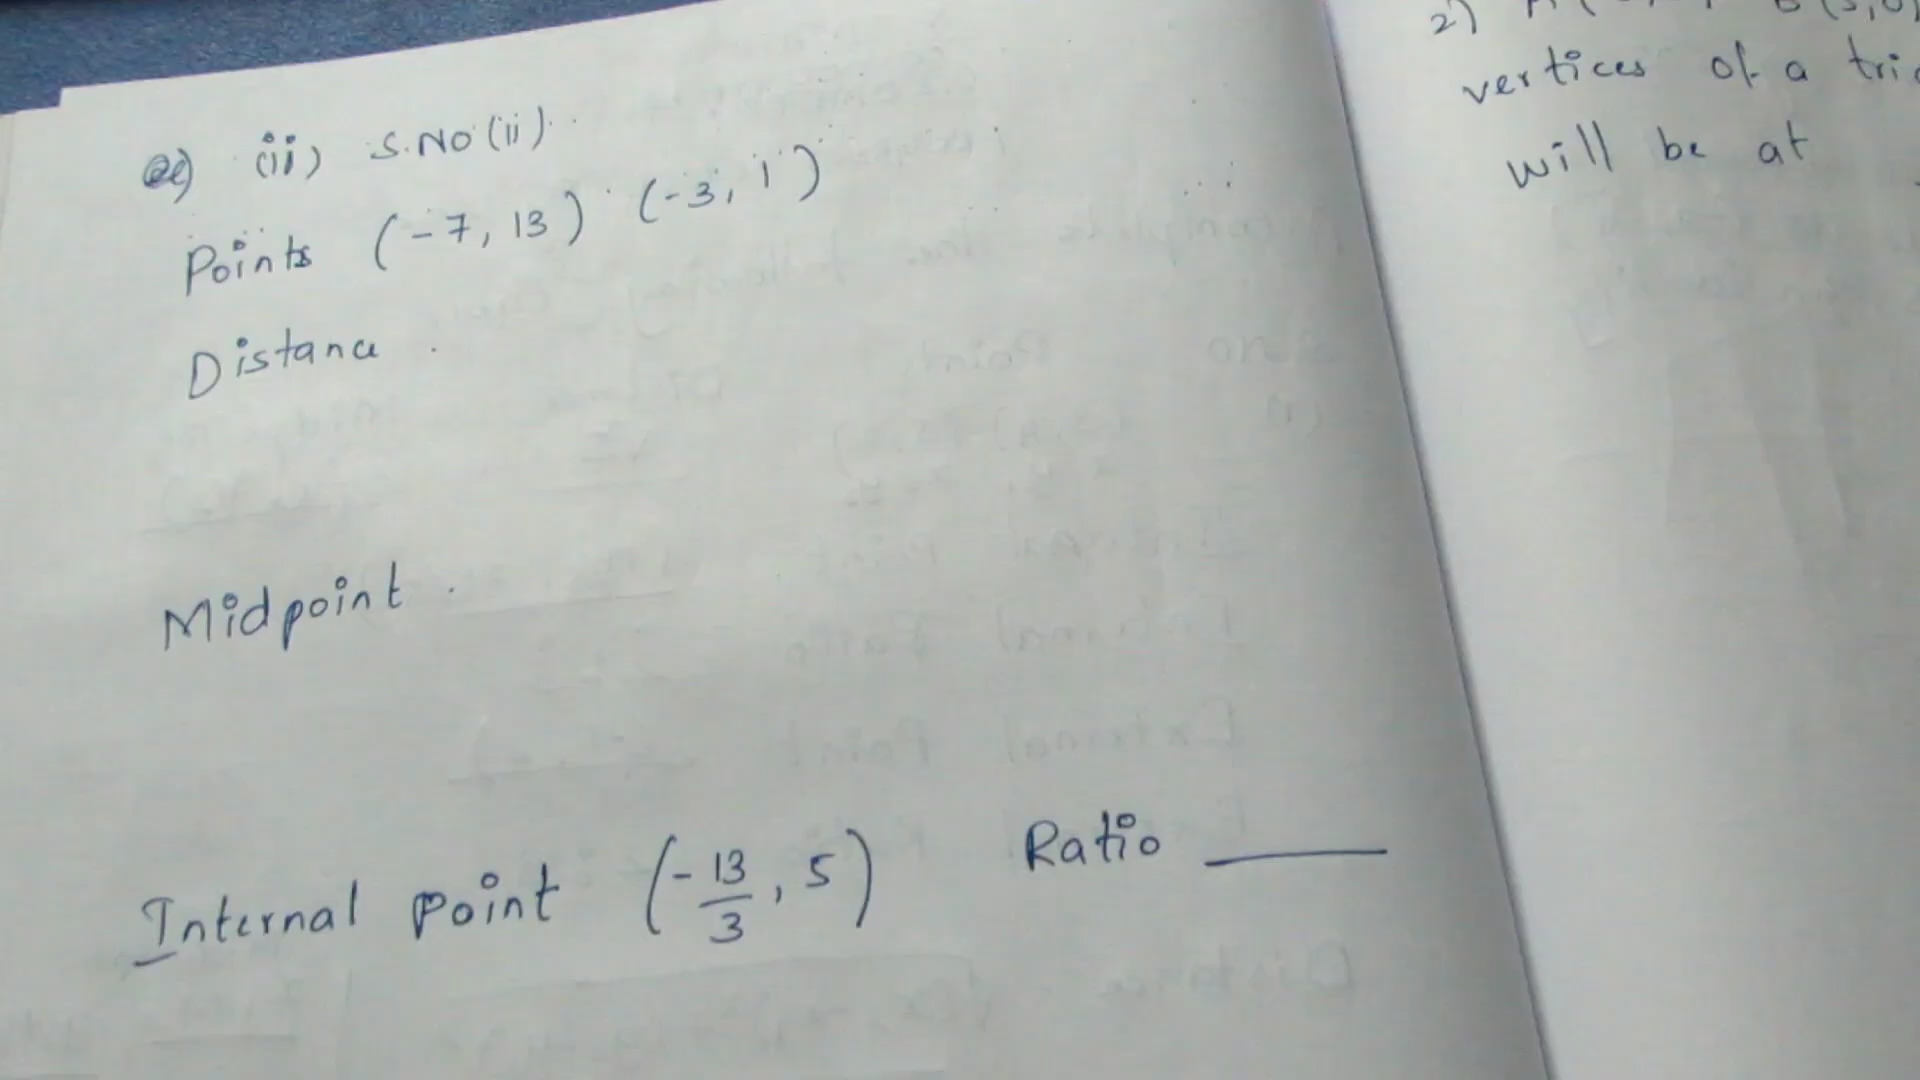 (ii) S.NO (ii)
Points (-7, 13) (-3, 1)
Distance
Midpoint
Internal point (-13/3, 5) Ratio ____
2)
vertices of a
will be at